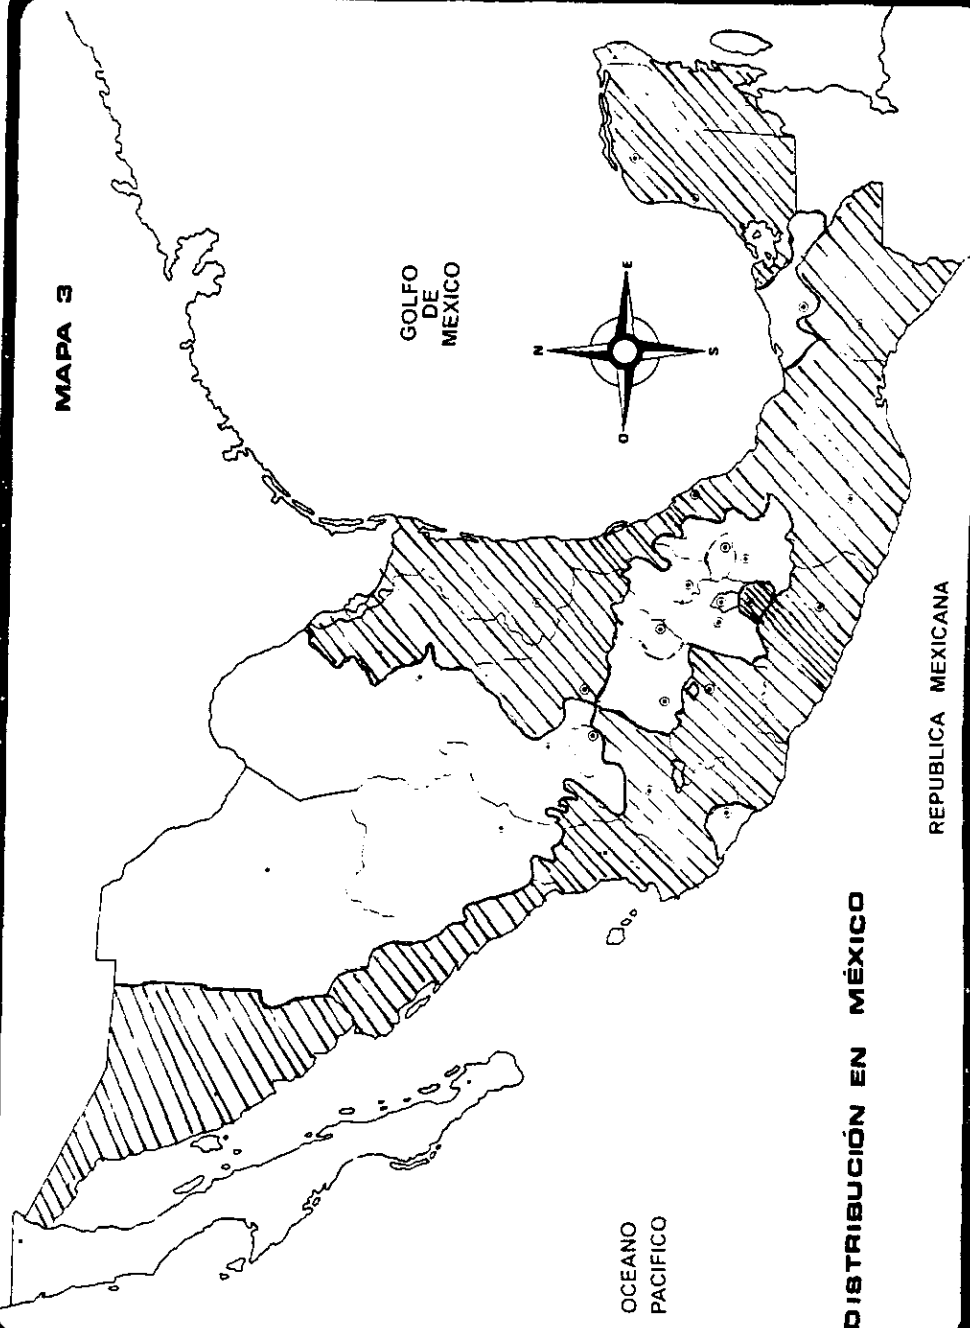 MAPA 3
GOLFO
DE
MEXICO
N
E
S
O
OCEANO
PACIFICO
REPUBLICA MEXICANA
DISTRIBUCIÓN EN MÉXICO